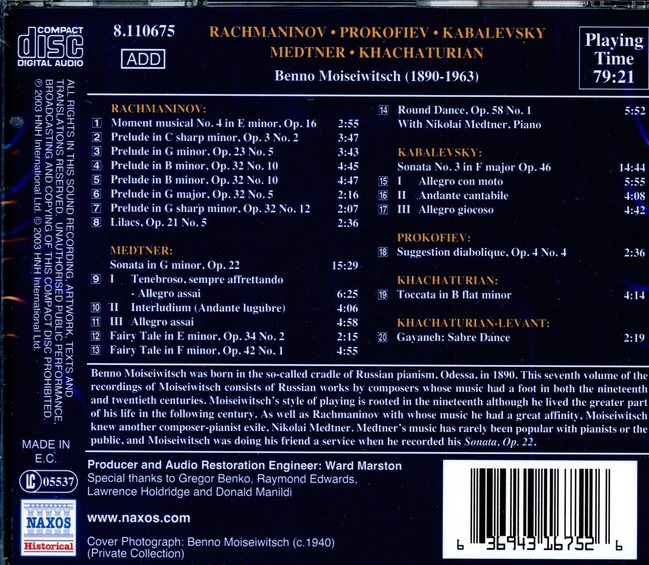 COMPACT
disc
DIGITAL AUDIO
8.110675
ADD
RACHMANINOV • PROKOFIEV • KABALEVSKY
MEDTNER • KHACHATURIAN
Benno Moiseiwitsch (1890-1963)
Playing
Time
79:21
ALL RIGHTS IN THIS SOUND RECORDING, ARTWORK, TEXTS AND
TRANSLATIONS RESERVED. UNAUTHORISED PUBLIC PERFORMANCE,
BROADCASTING AND COPYING OF THIS COMPACT DISC PROHIBITED.
℗ 2003 HNH International Ltd. © 2003 HNH International Ltd.
RACHMANINOV:
1 Moment musical No. 4 in E minor, Op. 16 2:55
2 Prelude in C sharp minor, Op. 3 No. 2 3:47
3 Prelude in G minor, Op. 23 No. 5 3:43
4 Prelude in B minor, Op. 32 No. 10 4:45
5 Prelude in B minor, Op. 32 No. 10 4:47
6 Prelude in G major, Op. 32 No. 5 2:16
7 Prelude in G sharp minor, Op. 32 No. 12 2:07
8 Lilacs, Op. 21 No. 5 2:36
MEDTNER:
Sonata in G minor, Op. 22 15:29
9 I Tenebroso, sempre affrettando
- Allegro assai 6:25
10 II Interludium (Andante lugubre) 4:06
11 III Allegro assai 4:58
12 Fairy Tale in E minor, Op. 34 No. 2 2:15
13 Fairy Tale in F minor, Op. 42 No. 1 4:55
14 Round Dance, Op. 58 No. 1 5:52
With Nikolai Medtner, Piano
KABALEVSKY:
Sonata No. 3 in F major Op. 46 14:44
15 I Allegro con moto 5:55
16 II Andante cantabile 4:08
17 III Allegro giocoso 4:42
PROKOFIEV:
18 Suggestion diabolique, Op. 4 No. 4 2:36
KHACHATURIAN:
19 Toccata in B flat minor 4:14
KHACHATURIAN-LEVANT:
20 Gayaneh: Sabre Dance 2:19
Benno Moiseiwitsch was born in the so-called cradle of Russian pianism, Odessa, in 1890. This seventh volume of the
recordings of Moiseiwitsch consists of Russian works by composers whose music had a foot in both the nineteenth
and twentieth centuries. Moiseiwitsch's style of playing is rooted in the nineteenth although he lived the greater part
of his life in the following century. As well as Rachmaninov with whose music he had a great affinity, Moiseiwitsch
knew another composer-pianist exile, Nikolai Medtner. Medtner's music has rarely been popular with pianists or the
public, and Moiseiwitsch was doing his friend a service when he recorded his Sonata, Op. 22.
MADE IN
E.C.
LC 05537
NAXOS
Historical
Producer and Audio Restoration Engineer: Ward Marston
Special thanks to Gregor Benko, Raymond Edwards,
Lawrence Holdridge and Donald Manildi
www.naxos.com
Cover Photograph: Benno Moiseiwitsch (c.1940)
(Private Collection)
6 36943 16752 6